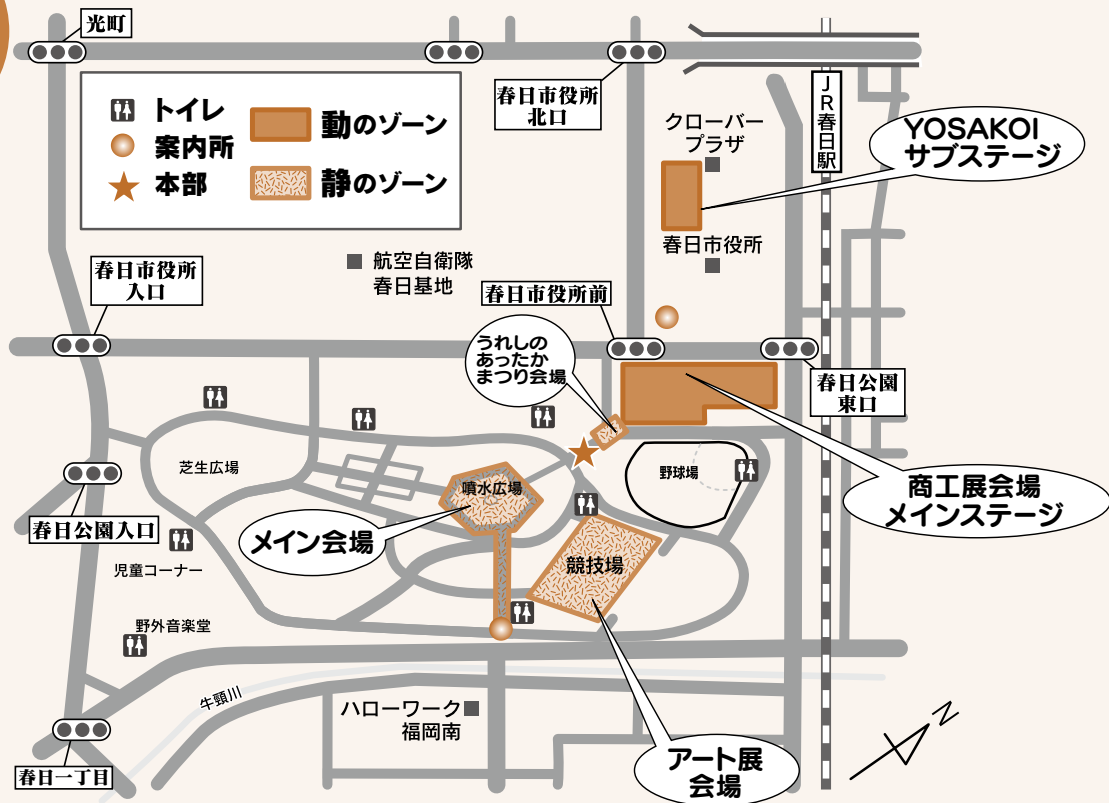 光町
トイレ
案内所
本部
動のゾーン
静のゾーン
春日市役所
北口
クローバー
プラザ
JR春日駅
YOSAKOI
サブステージ
春日市役所
春日市役所
入口
航空自衛隊
春日基地
春日市役所前
うれしの
あったか
まつり会場
春日公園
東口
芝生広場
噴水広場
野球場
商工展会場
メインステージ
春日公園入口
メイン会場
児童コーナー
競技場
野外音楽堂
牛頸川
ハローワーク
福岡南
アート展
会場
春日一丁目
N